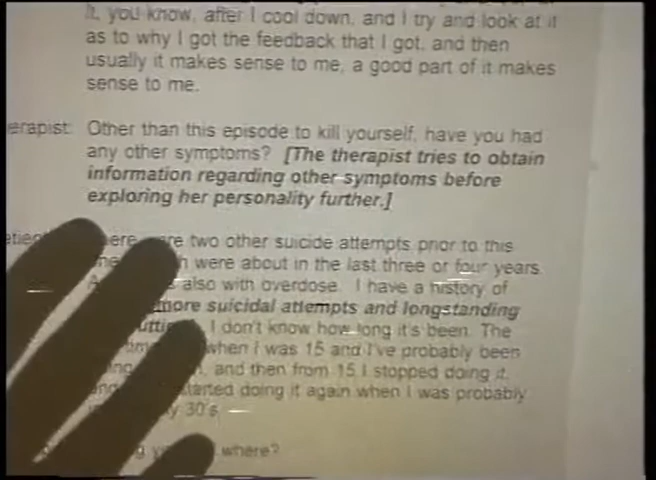 it, you know, after I cool down, and I try and look at it
as to why I got the feedback that I got, and then
usually it makes sense to me, a good part of it makes
sense to me.
erapist: Other than this episode to kill yourself, have you had
any other symptoms? [The therapist tries to obtain
information regarding other symptoms before
exploring her personality further.]
ere were two other suicide attempts prior to this
were about in the last three or four years.
also with overdose. I have a history of
more suicidal attempts and longstanding
I don't know how long it's been. The
when I was 15 and I've probably been
and then from 15 I stopped doing it,
started doing it again when I was probably
30's.
where?